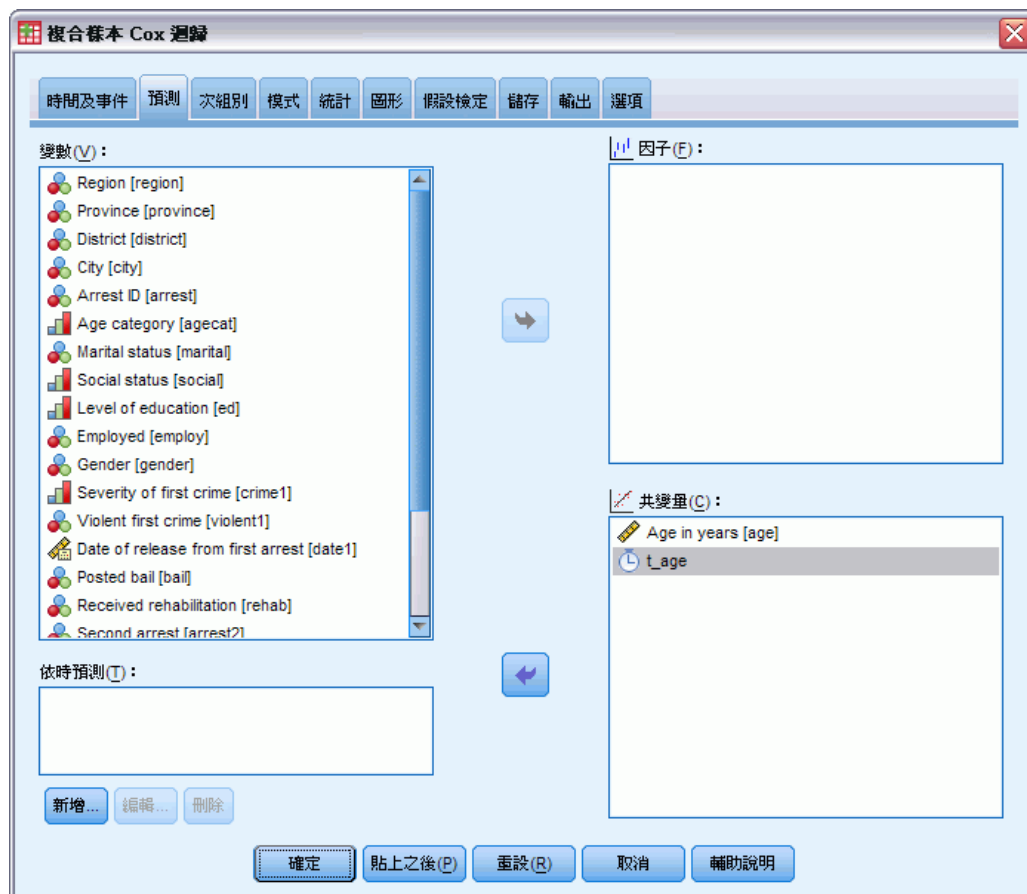 複合樣本 Cox 迴歸
時間及事件 預測 次組別 模式 統計 圖形 假設檢定 儲存 輸出 選項
變數(V)：
Region [region]
Province [province]
District [district]
City [city]
Arrest ID [arrest]
Age category [agecat]
Marital status [marital]
Social status [social]
Level of education [ed]
Employed [employ]
Gender [gender]
Severity of first crime [crime1]
Violent first crime [violent1]
Date of release from first arrest [date1]
Posted bail [bail]
Received rehabilitation [rehab]
Second arrest [arrest2]
依時預測(T)：
新增... 編輯... 刪除
因子(F)：
共變量(C)：
Age in years [age]
t_age
確定 貼上之後(P) 重設(R) 取消 輔助說明